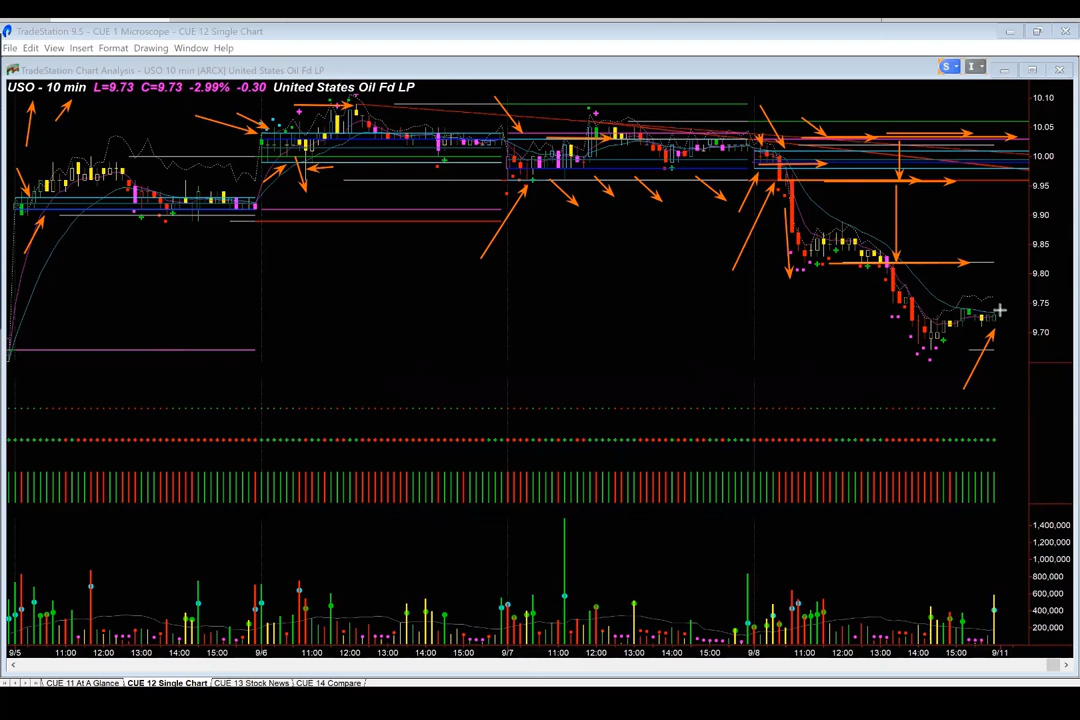 TradeStation 9.5 - CUE 1 Microscope - CUE 12 Single Chart
File Edit View Insert Format Drawing Window Help
TradeStation Chart Analysis - USO 10 min [ARCX] United States Oil Fd LP
S I
USO - 10 min L=9.73 C=9.73 -2.99% -0.30 United States Oil Fd LP
10.10
10.05
10.00
9.95
9.90
9.85
9.80
9.75
9.70
1,400,000
1,200,000
1,000,000
800,000
600,000
400,000
200,000
9/5 11:00 12:00 13:00 14:00 15:00 9/6 11:00 12:00 13:00 14:00 15:00 9/7 11:00 12:00 13:00 14:00 15:00 9/8 11:00 12:00 13:00 14:00 15:00 9/11
CUE 11 At A Glance CUE 12 Single Chart CUE 13 Stock News CUE 14 Compare